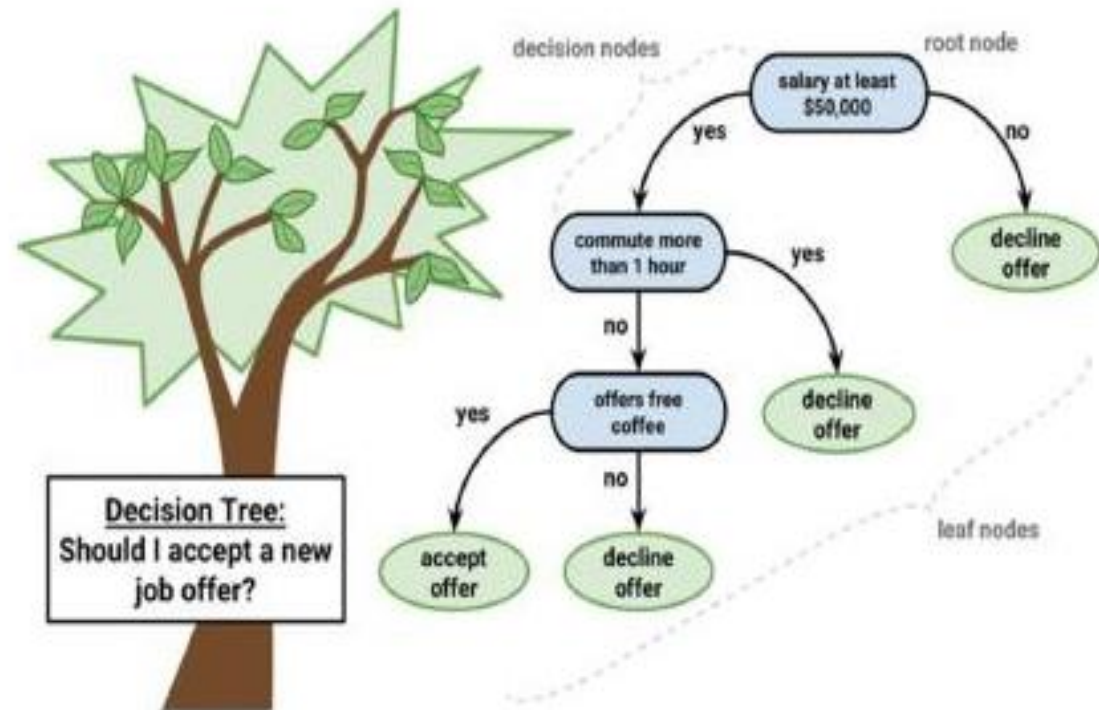 decision nodes
root node
salary at least
$50,000
yes
no
commute more
than 1 hour
yes
decline
offer
no
offers free
coffee
decline
offer
yes
no
leaf nodes
Decision Tree:
Should I accept a new
job offer?
accept
offer
decline
offer